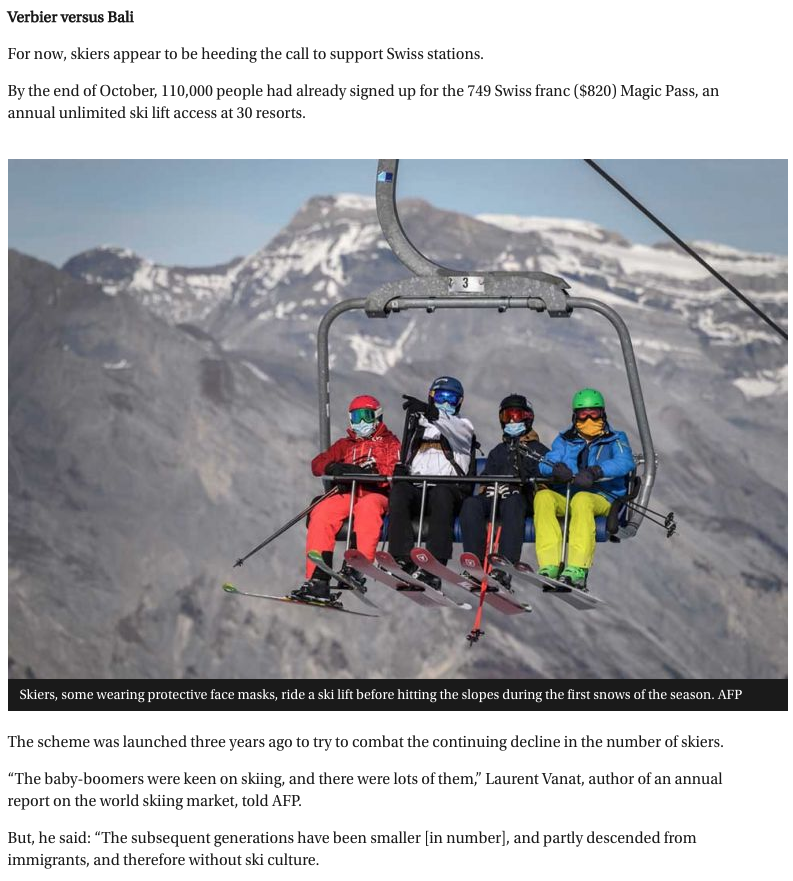 Verbier versus Bali
For now, skiers appear to be heeding the call to support Swiss stations.
By the end of October, 110,000 people had already signed up for the 749 Swiss franc ($820) Magic Pass, an
annual unlimited ski lift access at 30 resorts.
3
Skiers, some wearing protective face masks, ride a ski lift before hitting the slopes during the first snows of the season. AFP
The scheme was launched three years ago to try to combat the continuing decline in the number of skiers.
“The baby-boomers were keen on skiing, and there were lots of them,” Laurent Vanat, author of an annual
report on the world skiing market, told AFP.
But, he said: “The subsequent generations have been smaller [in number], and partly descended from
immigrants, and therefore without ski culture.